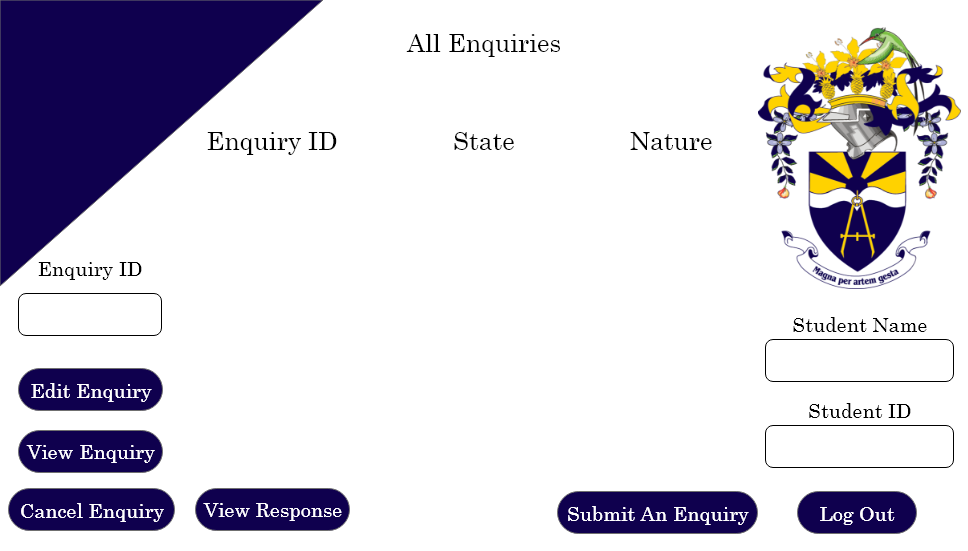 All Enquiries
Enquiry ID State Nature
Enquiry ID
Magna per artem gesta
Student Name
Edit Enquiry
Student ID
View Enquiry
Cancel Enquiry
View Response
Submit An Enquiry
Log Out